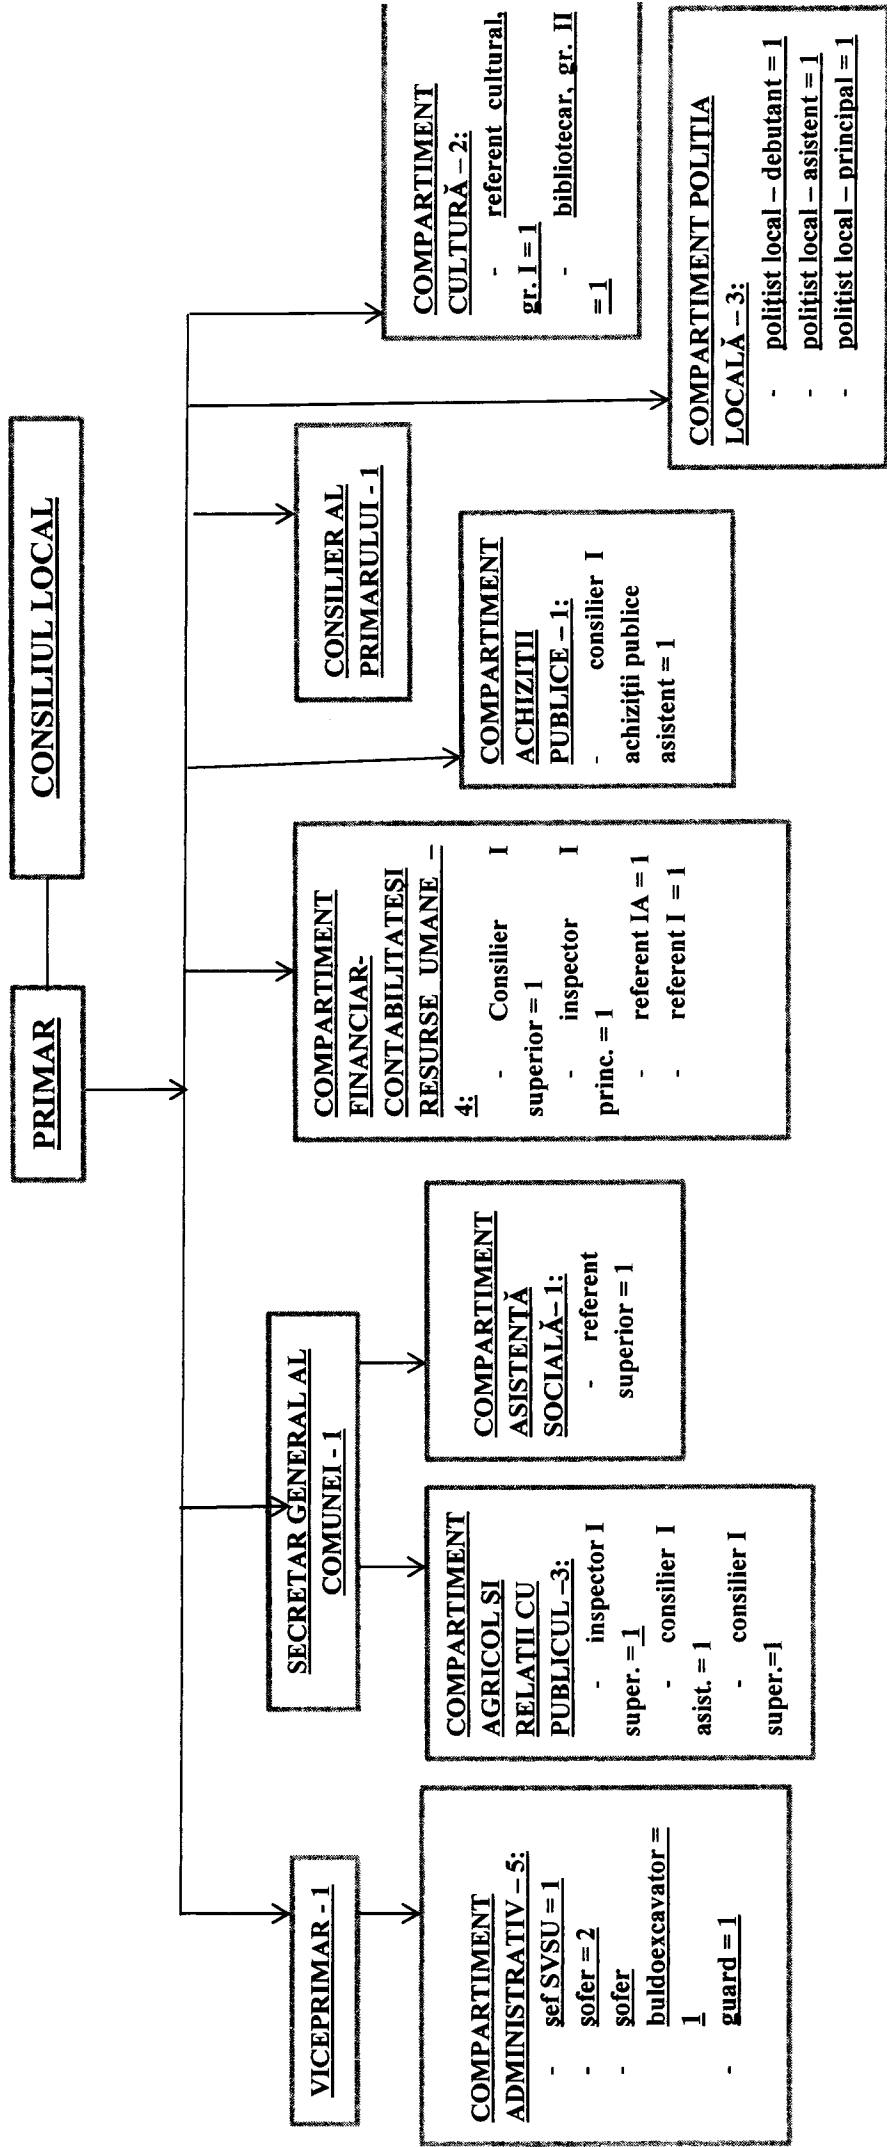 CONSILIUL LOCAL
PRIMAR
VICEPRIMAR - 1
SECRETAR GENERAL AL
COMUNEI - 1
CONSILIER AL
PRIMARULUI - 1
COMPARTIMENT
ADMINISTRATIV – 5:
- șef SVSU = 1
- șofer = 2
- șofer
buldoexcavator =
1
- guard = 1
COMPARTIMENT
AGRICOL ȘI
RELAȚII CU
PUBLICUL –3:
- inspector I
super. = 1
- consilier I
asist. = 1
- consilier I
super.=1
COMPARTIMENT
ASISTENȚĂ
SOCIALĂ– 1:
- referent
superior = 1
COMPARTIMENT
FINANCIAR-
CONTABILITATEȘI
RESURSE UMANE –
4:
- Consilier I
superior = 1
- inspector I
princ. = 1
- referent IA = 1
- referent I = 1
COMPARTIMENT
ACHIZIȚII
PUBLICE – 1:
- consilier I
achiziții publice
asistent = 1
COMPARTIMENT
CULTURĂ – 2:
- referent cultural,
gr. I = 1
- bibliotecar, gr. II
= 1
COMPARTIMENT POLIȚIA
LOCALĂ – 3:
- polițist local – debutant = 1
- polițist local – asistent = 1
- polițist local – principal = 1